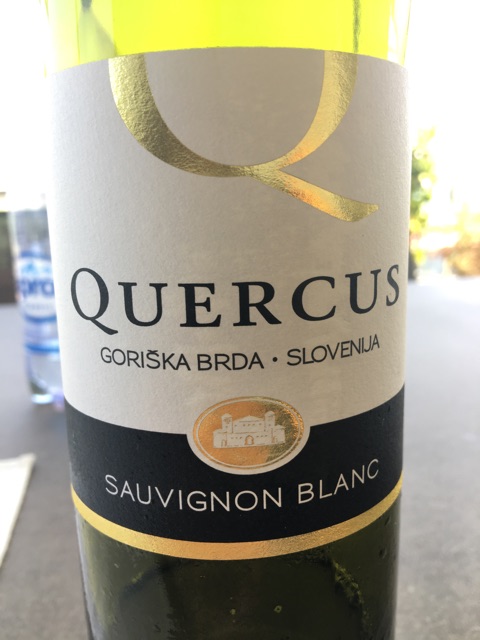 Q
QUERCUS
GORIŠKA BRDA · SLOVENIJA
SAUVIGNON BLANC